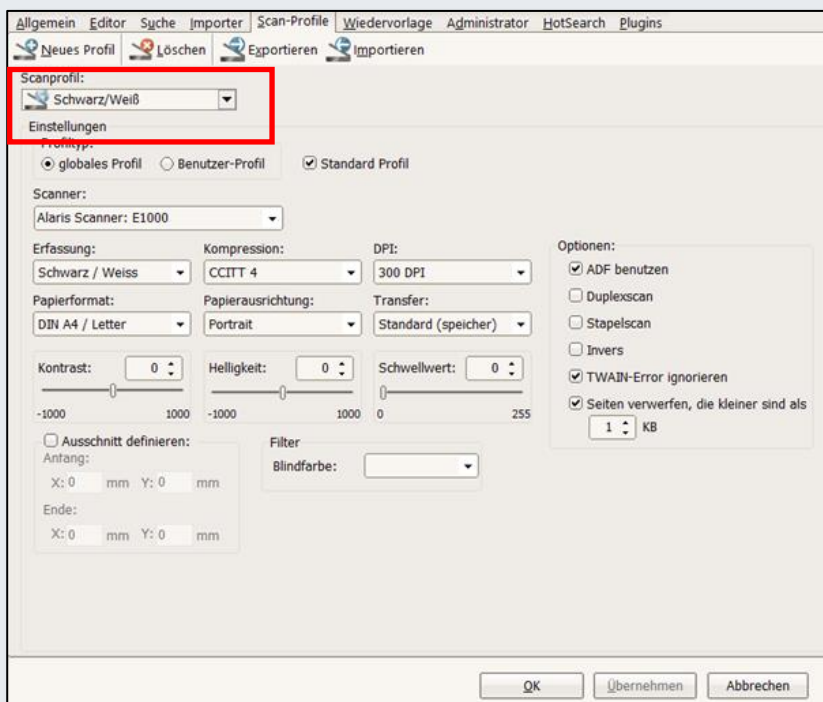 Allgemein Editor Suche Importer Scan-Profile Wiedervorlage Administrator HotSearch Plugins
Neues Profil Löschen Exportieren Importieren
Scanprofil:
Schwarz/Weiß
Einstellungen
Profiltyp:
globales Profil Benutzer-Profil Standard Profil
Scanner:
Alaris Scanner: E1000
Erfassung: Kompression: DPI:
Schwarz / Weiss CCITT 4 300 DPI
Papierformat: Papierausrichtung: Transfer:
DIN A4 / Letter Portrait Standard (speicher)
Kontrast: 0 Helligkeit: 0 Schwellwert: 0
-1000 1000 -1000 1000 0 255
Optionen:
ADF benutzen
Duplexscan
Stapelscan
Invers
TWAIN-Error ignorieren
Seiten verwerfen, die kleiner sind als
1 KB
Ausschnitt definieren:
Anfang:
X: 0 mm Y: 0 mm
Ende:
X: 0 mm Y: 0 mm
Filter
Blindfarbe:
OK Übernehmen Abbrechen